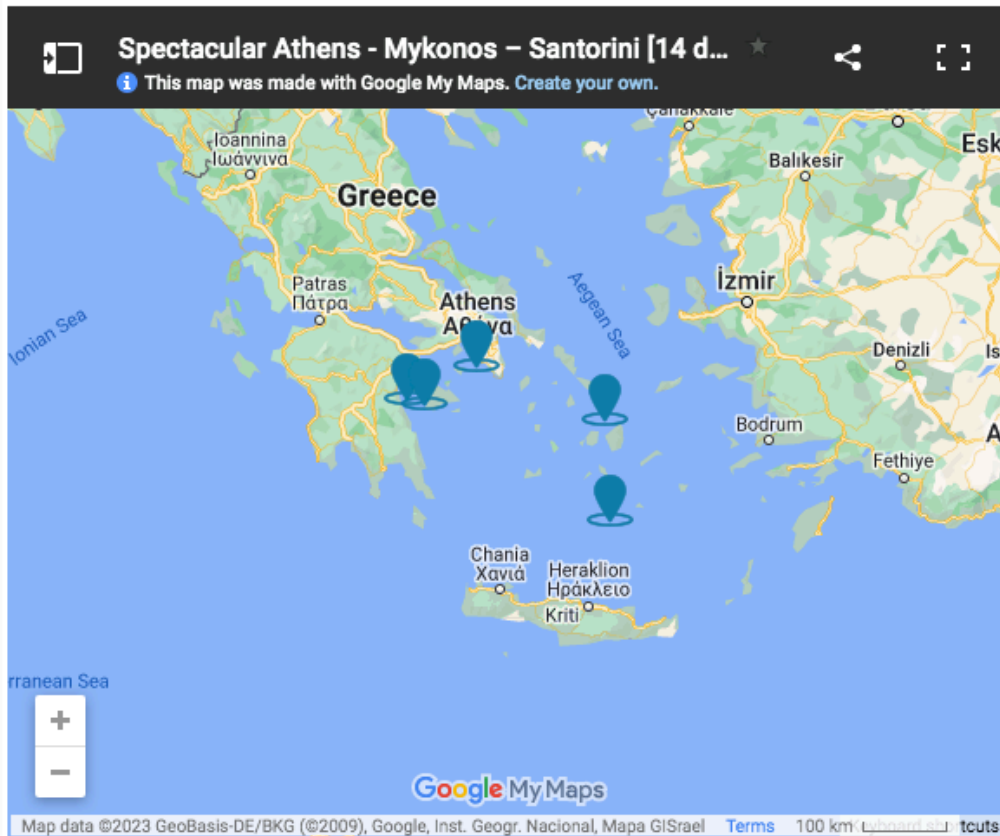 Spectacular Athens - Mykonos – Santorini [14 d...
This map was made with Google My Maps. Create your own.
Çanakkale
Ioannina
Ιωάννινα
Balıkesir
Esk
Greece
İzmir
Patras
Πάτρα
Athens
Αθήνα
Aegean Sea
Ionian Sea
Denizli
Is
Bodrum
A
Fethiye
Chania
Χανιά
Heraklion
Ηράκλειο
Kriti
rranean Sea
+
−
Google My Maps
Map data ©2023 GeoBasis-DE/BKG (©2009), Google, Inst. Geogr. Nacional, Mapa GISrael Terms 100 km Keyboard shortcuts